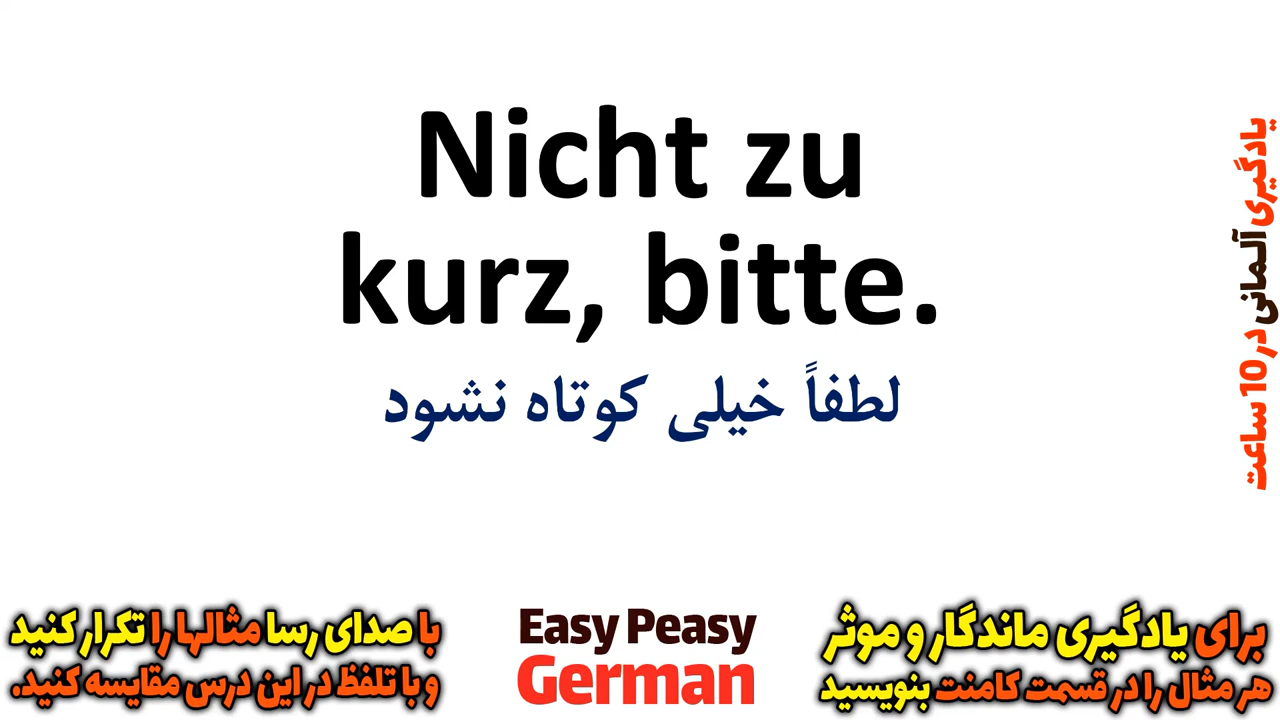 Nicht zu
kurz, bitte.
لطفاً خیلی کوتاه نشود
یادگیری آلمانی در 10 ساعت
با صدای رسا مثالها را تکرار کنید
و با تلفظ در این درس مقایسه کنید.
Easy Peasy
German
برای یادگیری ماندگار و موثر
هر مثال را در قسمت کامنت بنویسید